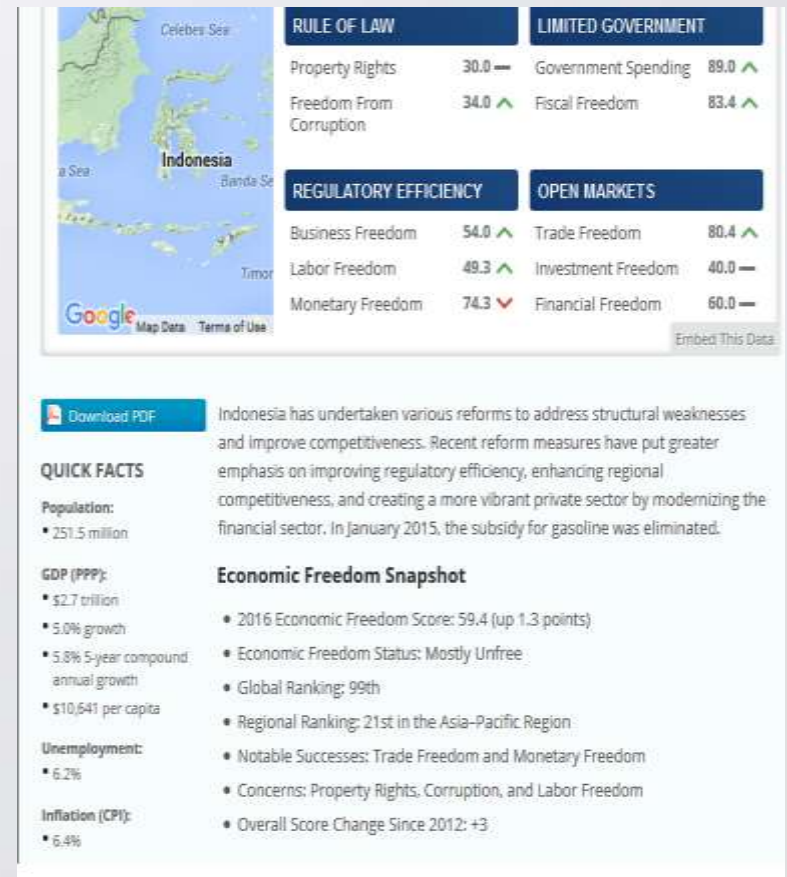 Celebes Sea
a Sea
Indonesia
Banda Se
Timor
Google
Map Data Terms of Use
RULE OF LAW
Property Rights 30.0
Freedom From
Corruption 34.0
LIMITED GOVERNMENT
Government Spending 89.0
Fiscal Freedom 83.4
REGULATORY EFFICIENCY
Business Freedom 54.0
Labor Freedom 49.3
Monetary Freedom 74.3
OPEN MARKETS
Trade Freedom 80.4
Investment Freedom 40.0
Financial Freedom 60.0
Embed This Data
Download PDF
QUICK FACTS
Population:
• 251.5 million
GDP (PPP):
• $2.7 trillion
• 5.0% growth
• 5.8% 5-year compound
annual growth
• $10,641 per capita
Unemployment:
• 6.2%
Inflation (CPI):
• 6.4%
Indonesia has undertaken various reforms to address structural weaknesses
and improve competitiveness. Recent reform measures have put greater
emphasis on improving regulatory efficiency, enhancing regional
competitiveness, and creating a more vibrant private sector by modernizing the
financial sector. In January 2015, the subsidy for gasoline was eliminated.
Economic Freedom Snapshot
• 2016 Economic Freedom Score: 59.4 (up 1.3 points)
• Economic Freedom Status: Mostly Unfree
• Global Ranking: 99th
• Regional Ranking: 21st in the Asia–Pacific Region
• Notable Successes: Trade Freedom and Monetary Freedom
• Concerns: Property Rights, Corruption, and Labor Freedom
• Overall Score Change Since 2012: +3